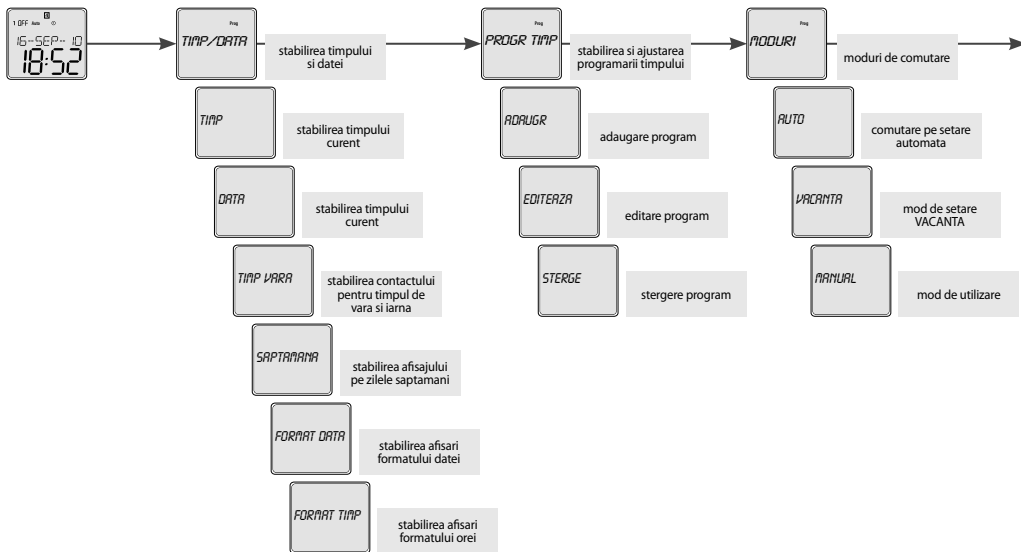 1 OFF Auto
16-SEP-10
18:52
Prog
TIMP/DATA
stabilirea timpului
si datei
TIMP
stabilirea timpului
curent
DATA
stabilirea timpului
curent
TIMP VARA
stabilirea contactului
pentru timpul de
vara si iarna
SAPTAMANA
stabilirea afisajului
pe zilele saptamani
FORMAT DATA
stabilirea afisari
formatului datei
FORMAT TIMP
stabilirea afisari
formatului orei
Prog
PROGR TIMP
stabilirea si ajustarea
programarii timpului
ADAUGR
adaugare program
EDITEAZA
editare program
STERGE
stergere program
Prog
MODURI
moduri de comutare
AUTO
comutare pe setare
automata
VACANTA
mod de setare
VACANTA
MANUAL
mod de utilizare